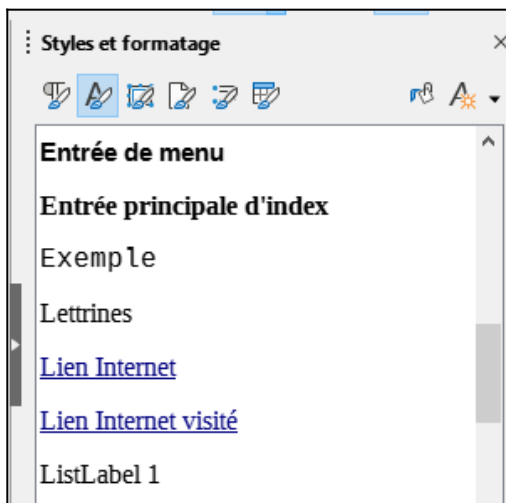 Styles et formatage
Entrée de menu
Entrée principale d'index
Exemple
Lettrines
Lien Internet
Lien Internet visité
ListLabel 1